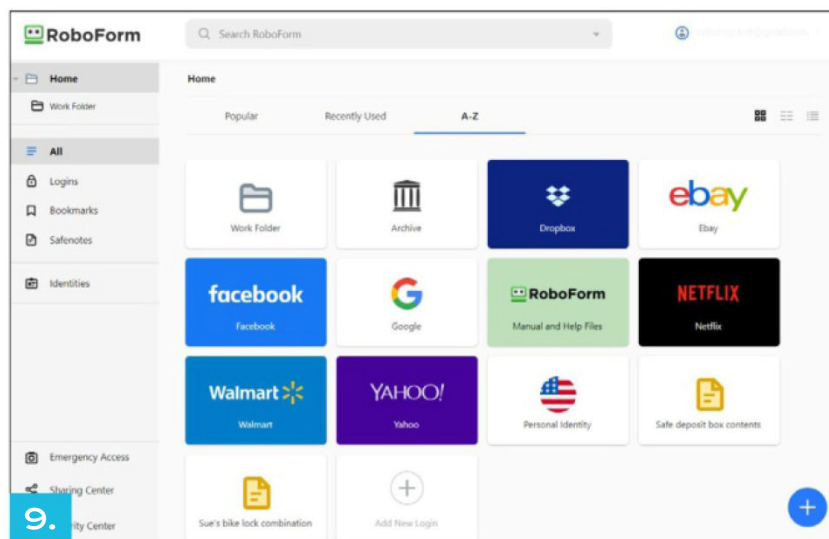 RoboForm
Search RoboForm
Home
Work Folder
All
Logins
Bookmarks
Safenotes
Identities
Emergency Access
Sharing Center
Center
9.
Home
Popular Recently Used A-Z
Work Folder
Archive
Dropbox
ebay
Ebay
facebook
Facebook
Google
RoboForm
Manual and Help Files
NETFLIX
Netflix
Walmart
Walmart
YAHOO!
Yahoo
Personal Identity
Safe deposit box contents
Sue's bike lock combination
Add New Login